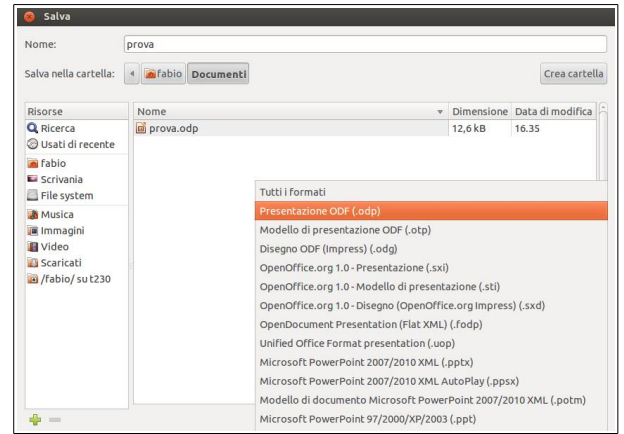 Salva
Nome: prova
Salva nella cartella: fabio Documenti Crea cartella
Risorse Nome Dimensione Data di modifica
Ricerca prova.odp 12,6 kB 16.35
Usati di recente
fabio
Scrivania
File system
Musica
Immagini
Video
Scaricati
/fabio/ su t230
Tutti i formati
Presentazione ODF (.odp)
Modello di presentazione ODF (.otp)
Disegno ODF (Impress) (.odg)
OpenOffice.org 1.0 - Presentazione (.sxi)
OpenOffice.org 1.0 - Modello di presentazione (.sti)
OpenOffice.org 1.0 - Disegno (OpenOffice.org Impress) (.sxd)
OpenDocument Presentation (Flat XML) (.fodp)
Unified Office Format presentation (.uop)
Microsoft PowerPoint 2007/2010 XML (.pptx)
Microsoft PowerPoint 2007/2010 XML AutoPlay (.ppsx)
Modello di documento Microsoft PowerPoint 2007/2010 XML (.potm)
Microsoft PowerPoint 97/2000/XP/2003 (.ppt)